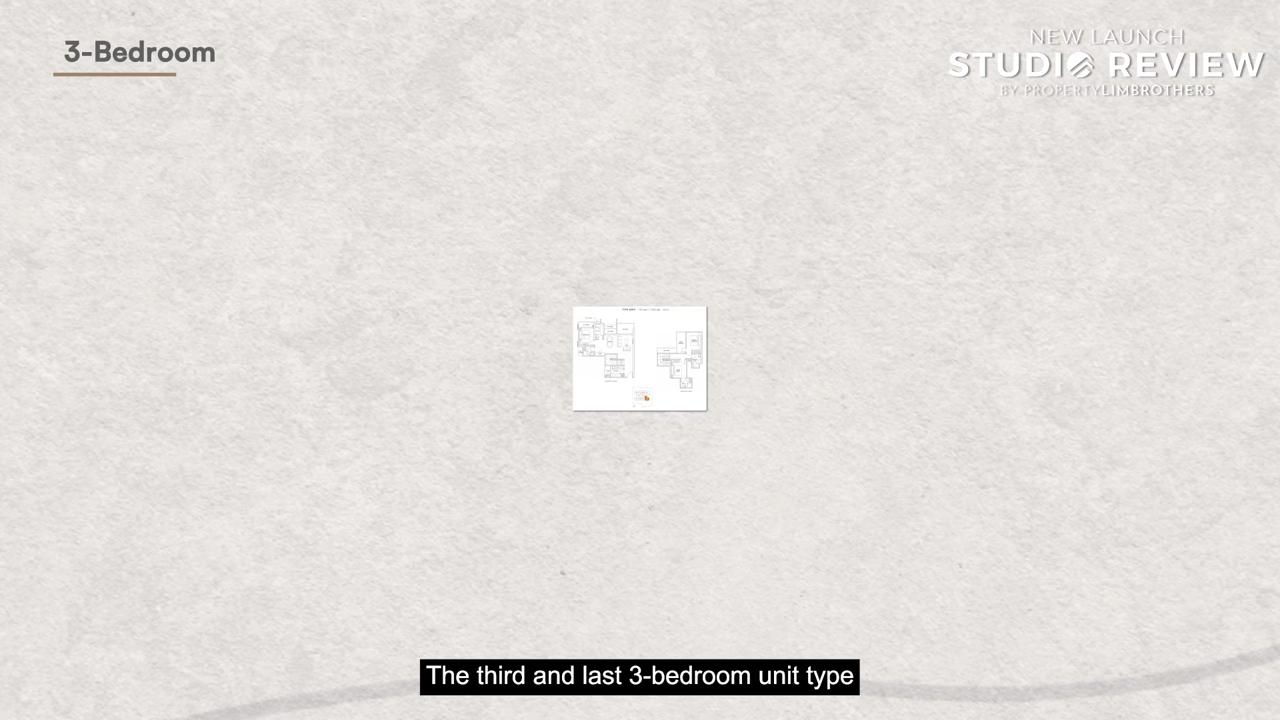 3-Bedroom
NEW LAUNCH
STUDIO REVIEW
BY PROPERTYLIMBROTHERS
The third and last 3-bedroom unit type